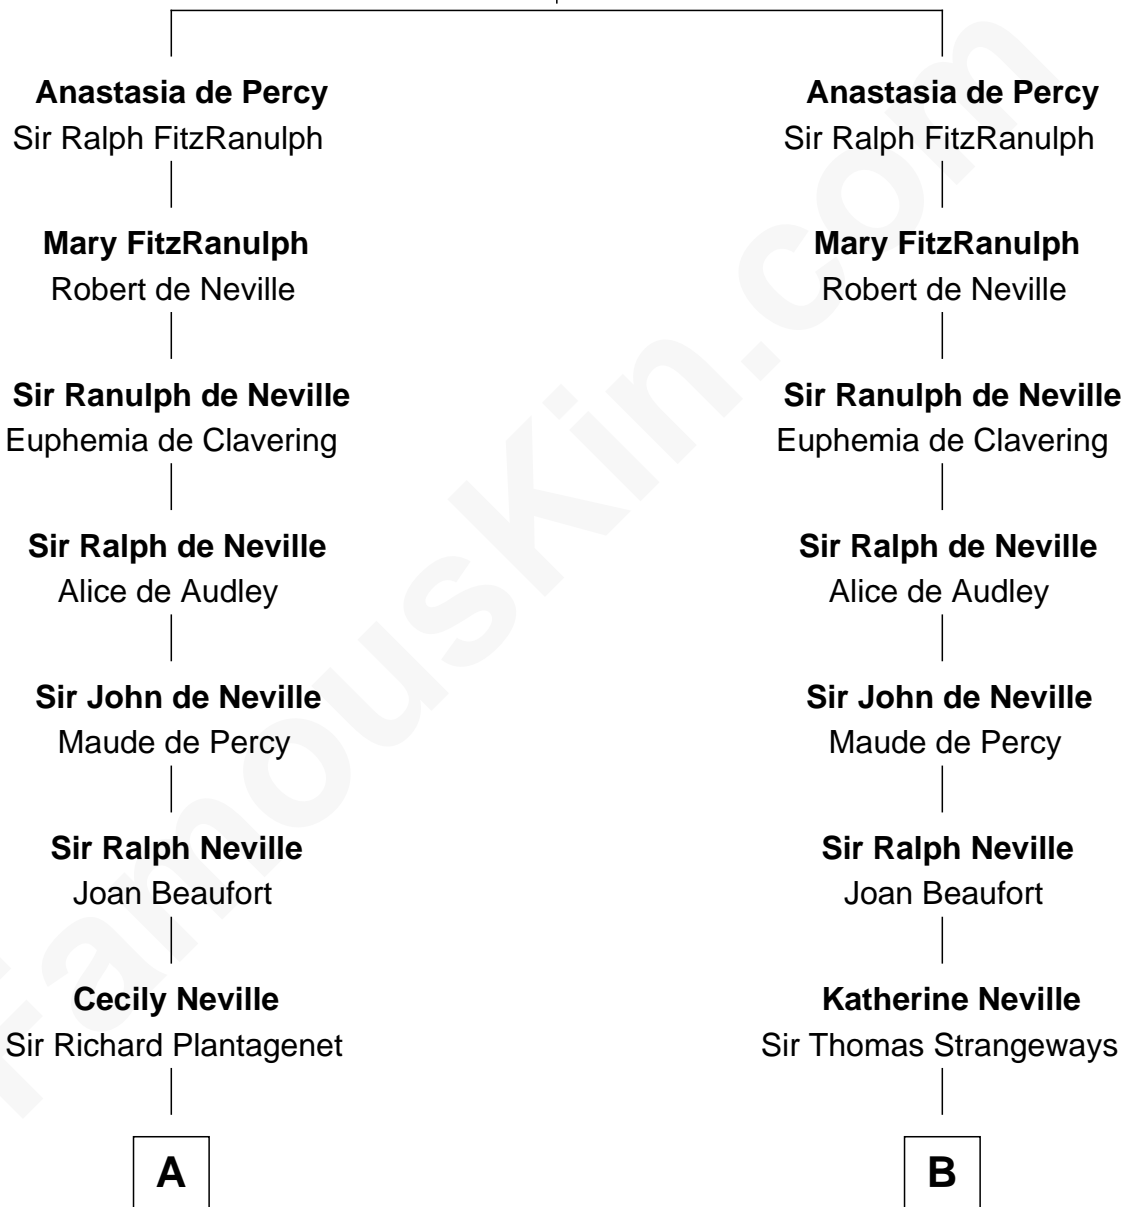 Anastasia de Percy
Sir Ralph FitzRanulph
Mary FitzRanulph
Robert de Neville
Sir Ranulph de Neville
Euphemia de Clavering
Sir Ralph de Neville
Alice de Audley
Sir John de Neville
Maude de Percy
Sir Ralph Neville
Joan Beaufort
Cecily Neville
Sir Richard Plantagenet
A
Anastasia de Percy
Sir Ralph FitzRanulph
Mary FitzRanulph
Robert de Neville
Sir Ranulph de Neville
Euphemia de Clavering
Sir Ralph de Neville
Alice de Audley
Sir John de Neville
Maude de Percy
Sir Ralph Neville
Joan Beaufort
Katherine Neville
Sir Thomas Strangeways
B
FamousKin.com